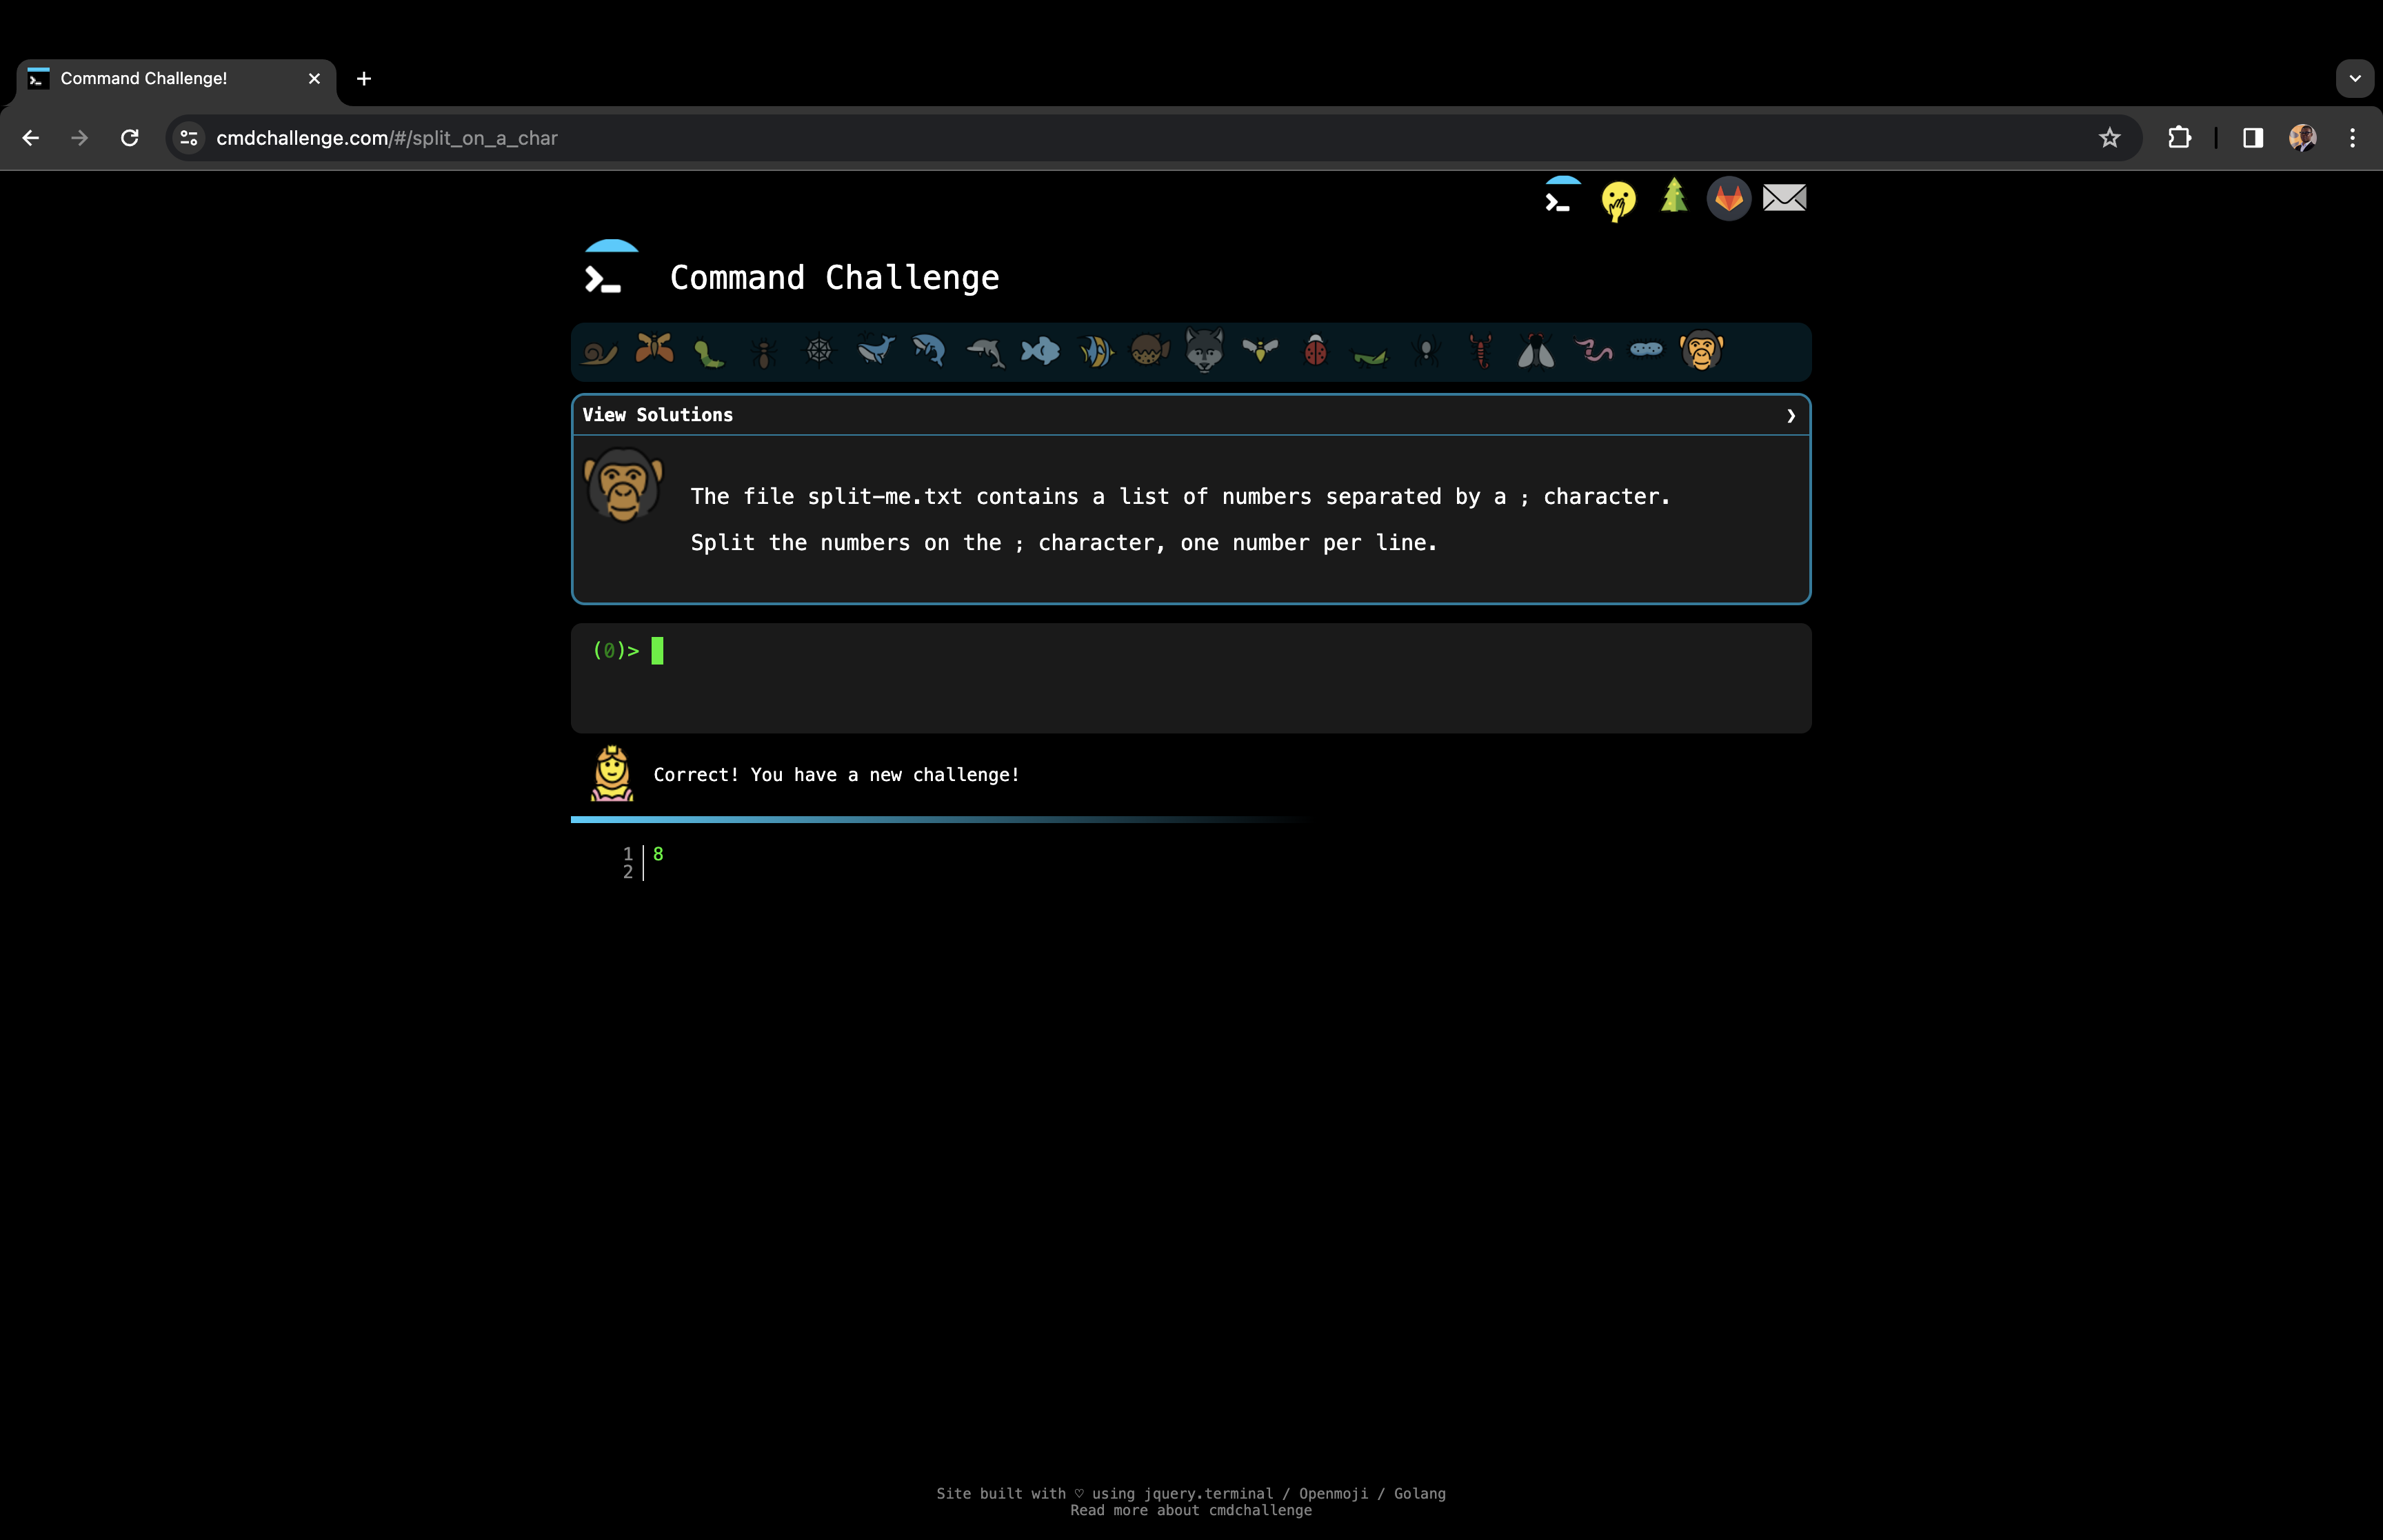 Command Challenge!
cmdchallenge.com/#/split_on_a_char
Command Challenge
View Solutions
The file split-me.txt contains a list of numbers separated by a ; character.
Split the numbers on the ; character, one number per line.
(0)>
Correct! You have a new challenge!
1 8
2
Site built with ♡ using jquery.terminal / Openmoji / Golang
Read more about cmdchallenge